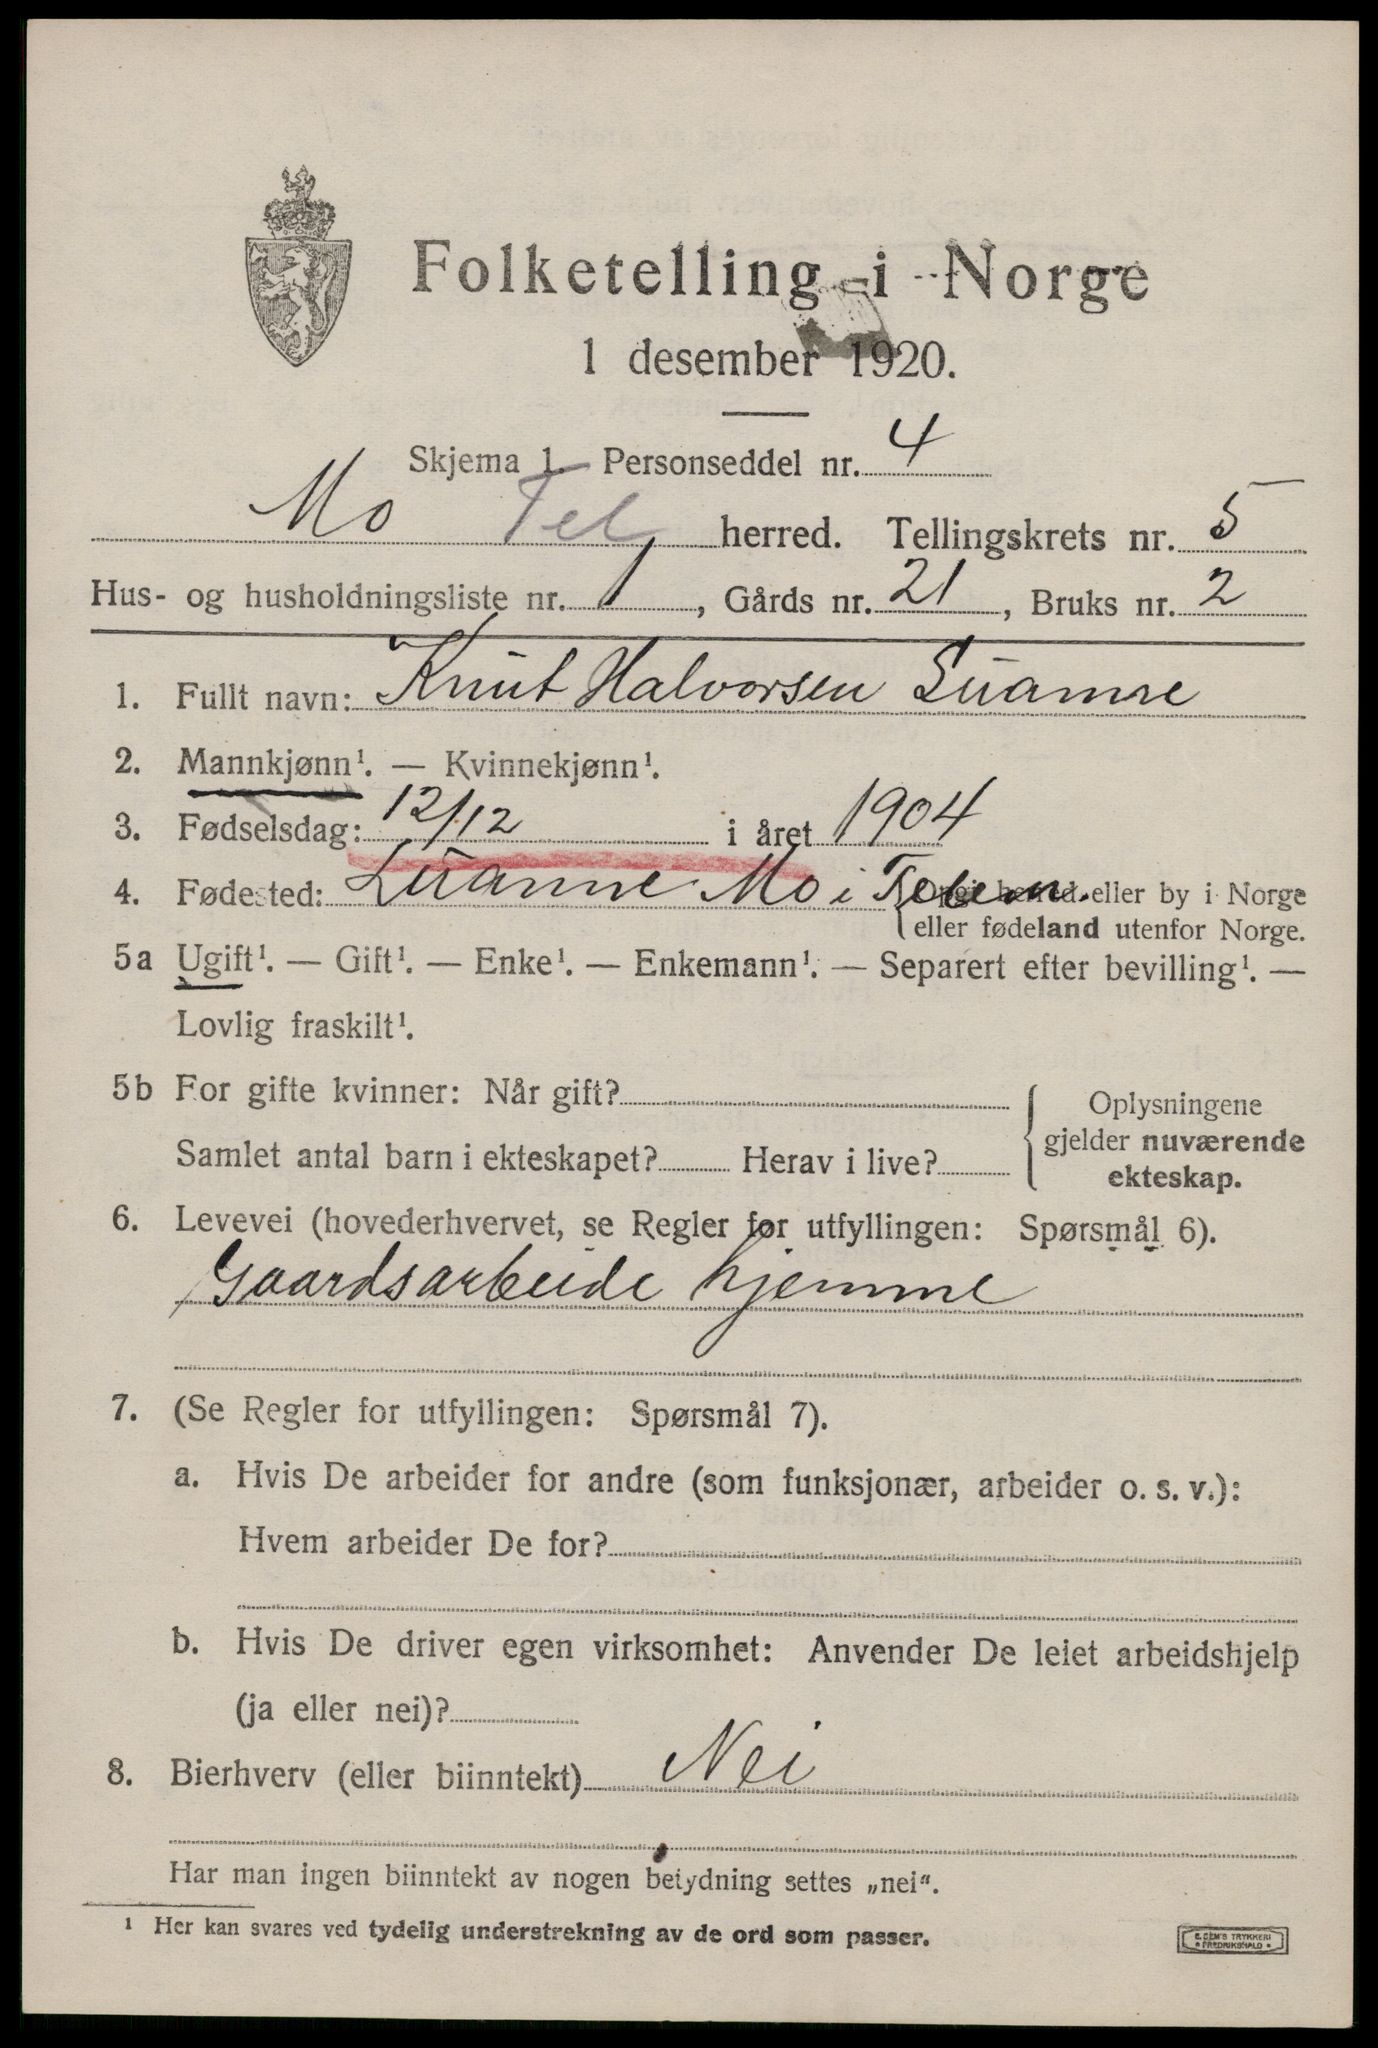 Folketelling i Norge
1 desember 1920.
Skjema 1. Personseddel nr. 4
Mo Tel herred. Tellingskrets nr. 5
Hus- og husholdningsliste nr. 1, Gårds nr. 21, Bruks nr. 2
1. Fullt navn: Knut Halvorsen Luamne
2. Mannkjønn¹. — Kvinnekjønn¹.
3. Fødselsdag: 12/12 i året 1904
4. Fødested: Luamne Mo i Telem. {Opgi herred eller by i Norge
eller fødeland utenfor Norge.
5a Ugift¹. — Gift¹. — Enke¹. — Enkemann¹. — Separert efter bevilling¹. —
Lovlig fraskilt¹.
5b For gifte kvinner: Når gift?
Samlet antal barn i ekteskapet? Herav i live?
{Oplysningene
gjelder nuværende
ekteskap.
6. Levevei (hovederhvervet, se Regler for utfyllingen: Spørsmål 6).
Gaardsarbeide hjemme
7. (Se Regler for utfyllingen: Spørsmål 7).
a. Hvis De arbeider for andre (som funksjonær, arbeider o. s. v.):
Hvem arbeider De for?
b. Hvis De driver egen virksomhet: Anvender De leiet arbeidshjelp
(ja eller nei)?
8. Bierhverv (eller biinntekt) Nei
Har man ingen biinntekt av nogen betydning settes „nei“.
¹ Her kan svares ved tydelig understrekning av de ord som passer.
E. SEM'S TRYKKERI
FREDRIKSHALD